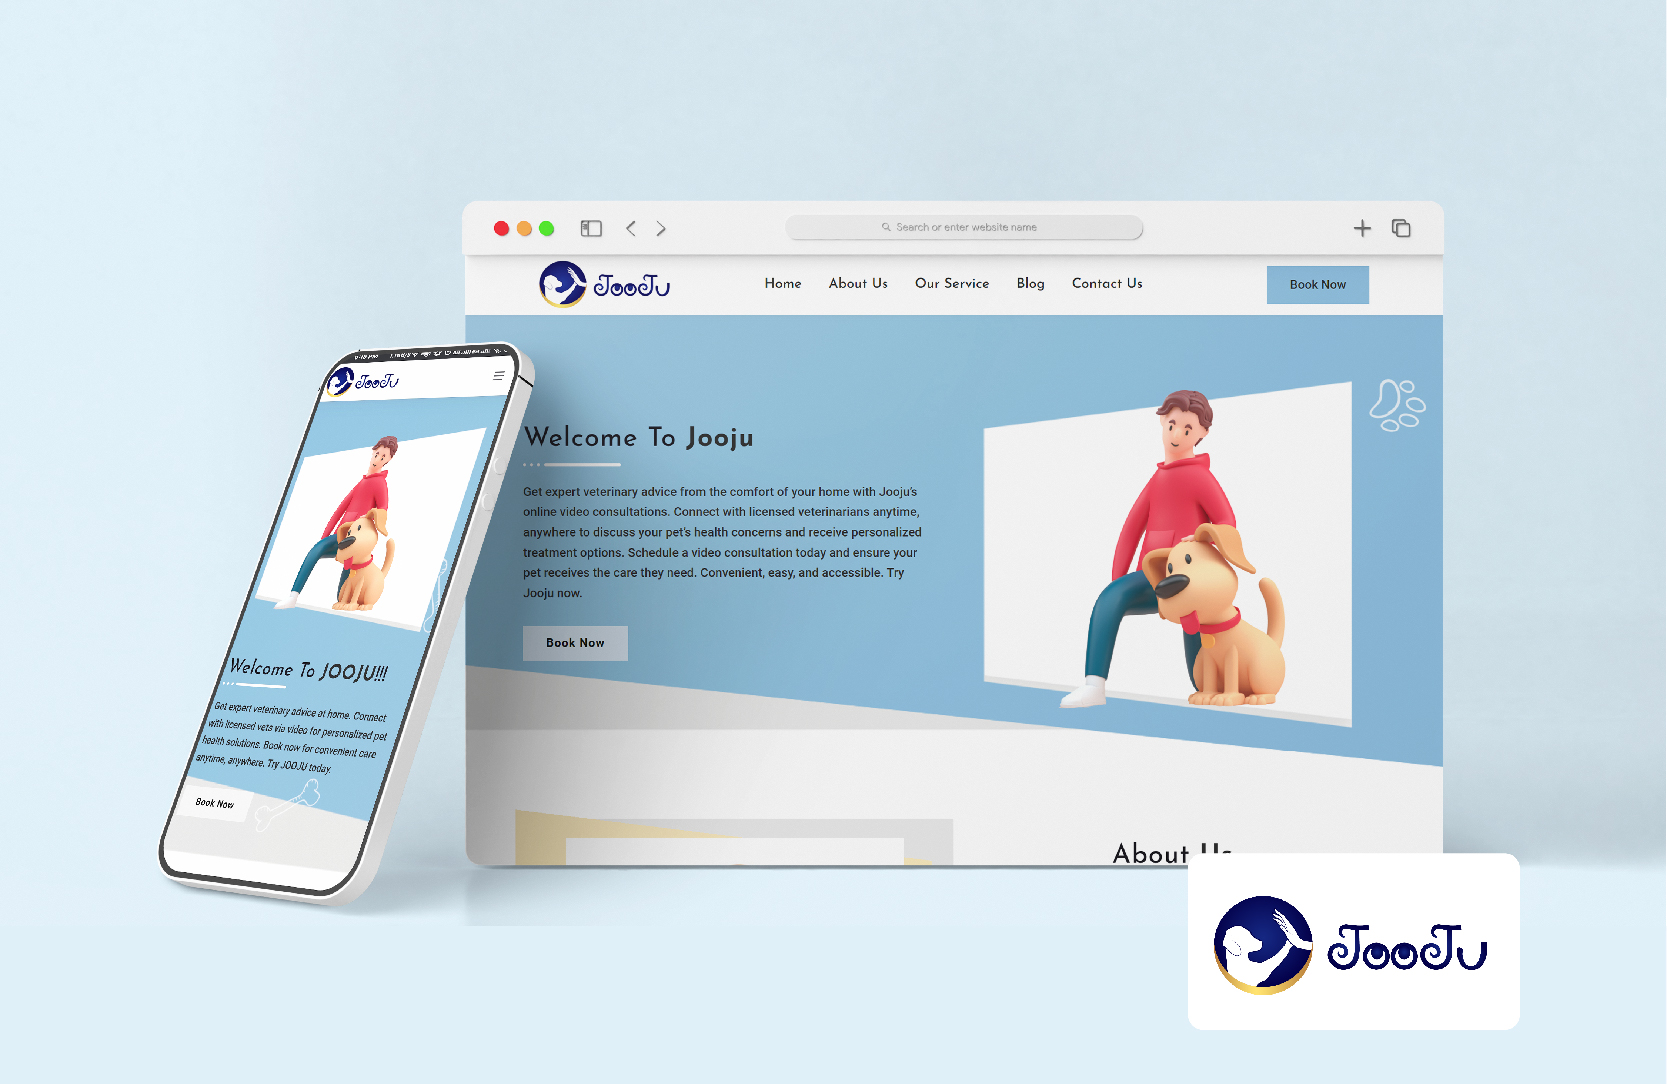 Search or enter website name
JooJu
Home
About Us
Our Service
Blog
Contact Us
Book Now
Welcome To Jooju
Get expert veterinary advice from the comfort of your home with Jooju's
online video consultations. Connect with licensed veterinarians anytime,
anywhere to discuss your pet's health concerns and receive personalized
treatment options. Schedule a video consultation today and ensure your
pet receives the care they need. Convenient, easy, and accessible. Try
Jooju now.
Book Now
About Us
JooJu
Welcome To JOOJU!!!
Get expert veterinary advice at home. Connect
with licensed vets via video for personalized pet
health solutions. Book now for convenient care
anytime, anywhere. Try JOOJU today.
Book Now
JooJu